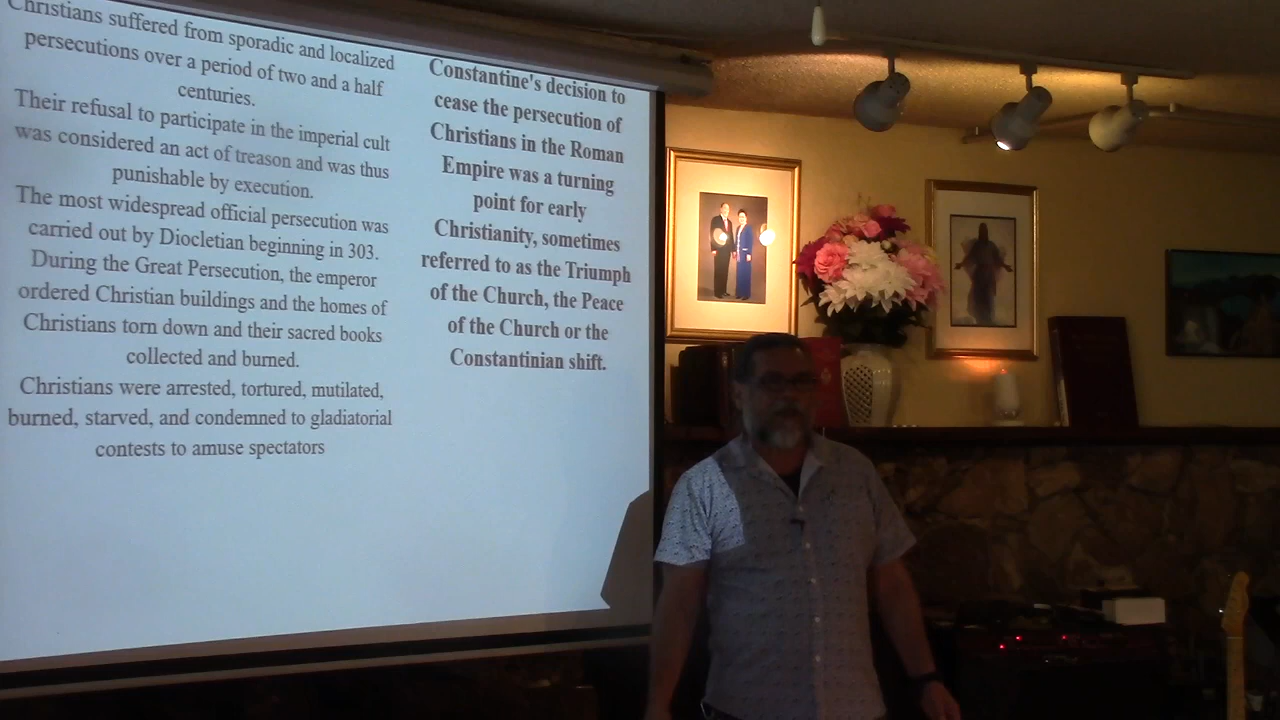 Christians suffered from sporadic and localized
persecutions over a period of two and a half
centuries.
Their refusal to participate in the imperial cult
was considered an act of treason and was thus
punishable by execution.
The most widespread official persecution was
carried out by Diocletian beginning in 303.
During the Great Persecution, the emperor
ordered Christian buildings and the homes of
Christians torn down and their sacred books
collected and burned.
Christians were arrested, tortured, mutilated,
burned, starved, and condemned to gladiatorial
contests to amuse spectators
Constantine's decision to
cease the persecution of
Christians in the Roman
Empire was a turning
point for early
Christianity, sometimes
referred to as the Triumph
of the Church, the Peace
of the Church or the
Constantinian shift.